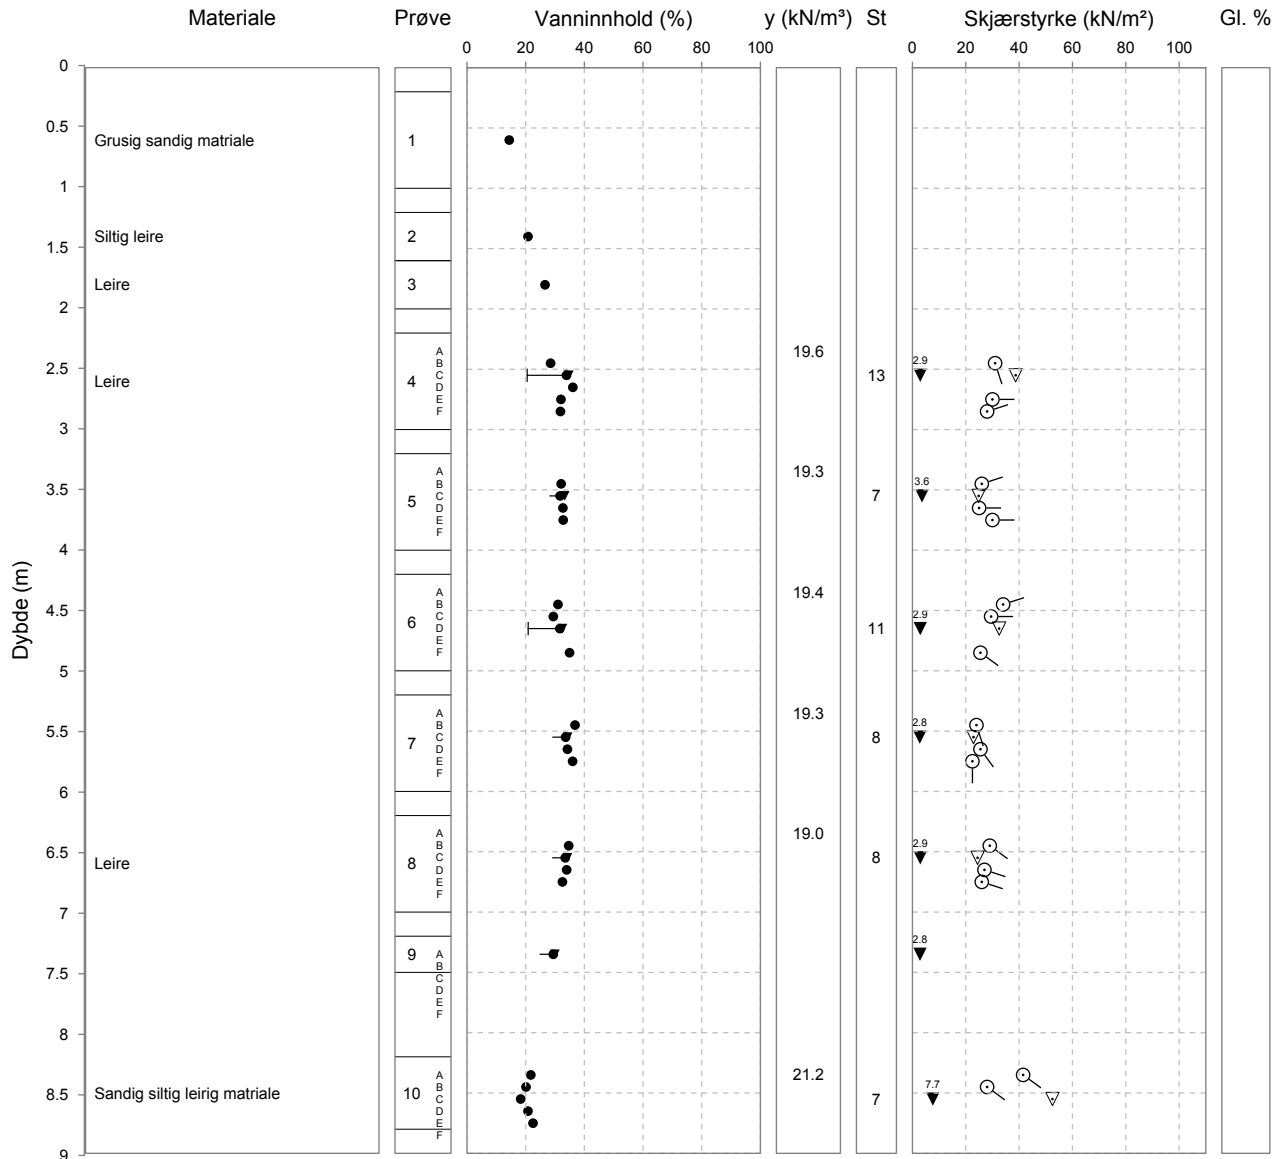 Materiale Prøve Vanninnhold (%) y (kN/m³) St Skjærstyrke (kN/m²) Gl. %
0 20 40 60 80 100 0 20 40 60 80 100
0
0.5
Grusig sandig matriale 1
1
Siltig leire 2
1.5
Leire 3
2
A 19.6
2.5 B 2.9
Leire 4 C 13
D
E
F
3
A 19.3
3.5 B 3.6
5 C 7
D
E
F
4
A 19.4
4.5 B 2.9
6 C
D 11
E
F
Dybde (m)
5
A 19.3
5.5 B 2.8
7 C 8
D
E
F
6
A 19.0
6.5 B 2.9
Leire 8 C 8
D
E
F
7
2.8
9 A
B
7.5 C
D
E
F
8
A 21.2
B 7.7
8.5 Sandig siltig leirig matriale 10 C 7
D
E
F
9